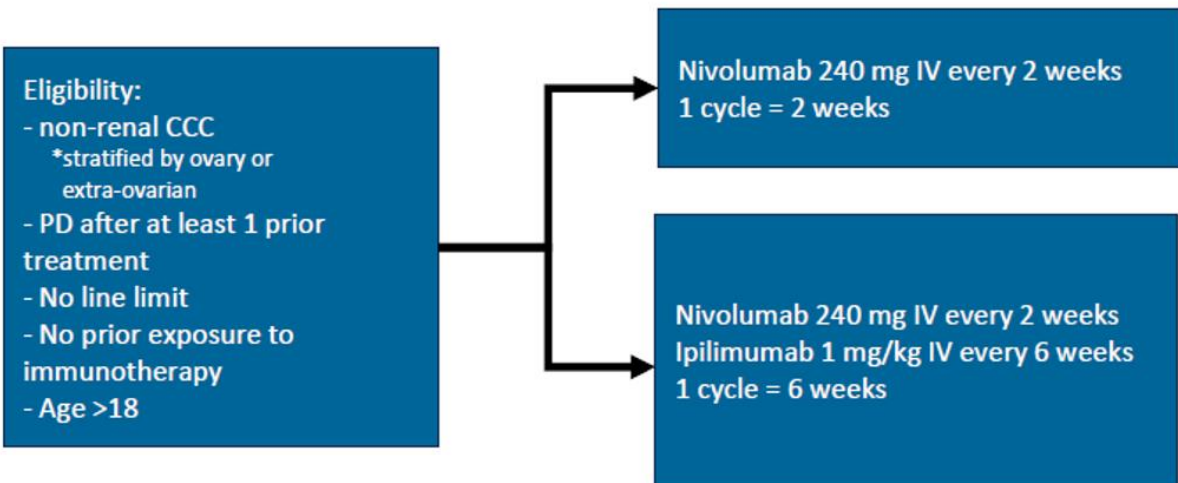 Eligibility:
- non-renal CCC
*stratified by ovary or
extra-ovarian
- PD after at least 1 prior
treatment
- No line limit
- No prior exposure to
immunotherapy
- Age >18
Nivolumab 240 mg IV every 2 weeks
1 cycle = 2 weeks
Nivolumab 240 mg IV every 2 weeks
Ipilimumab 1 mg/kg IV every 6 weeks
1 cycle = 6 weeks